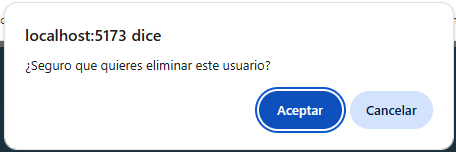 localhost:5173 dice
¿Seguro que quieres eliminar este usuario?
Aceptar
Cancelar